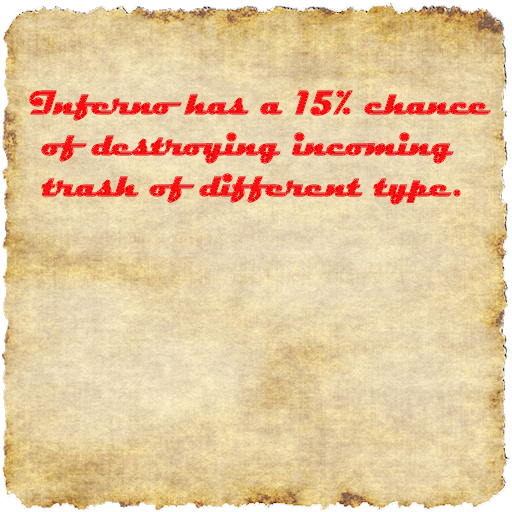 Inferno has a 15% chance
of destroying incoming
trash of different type.